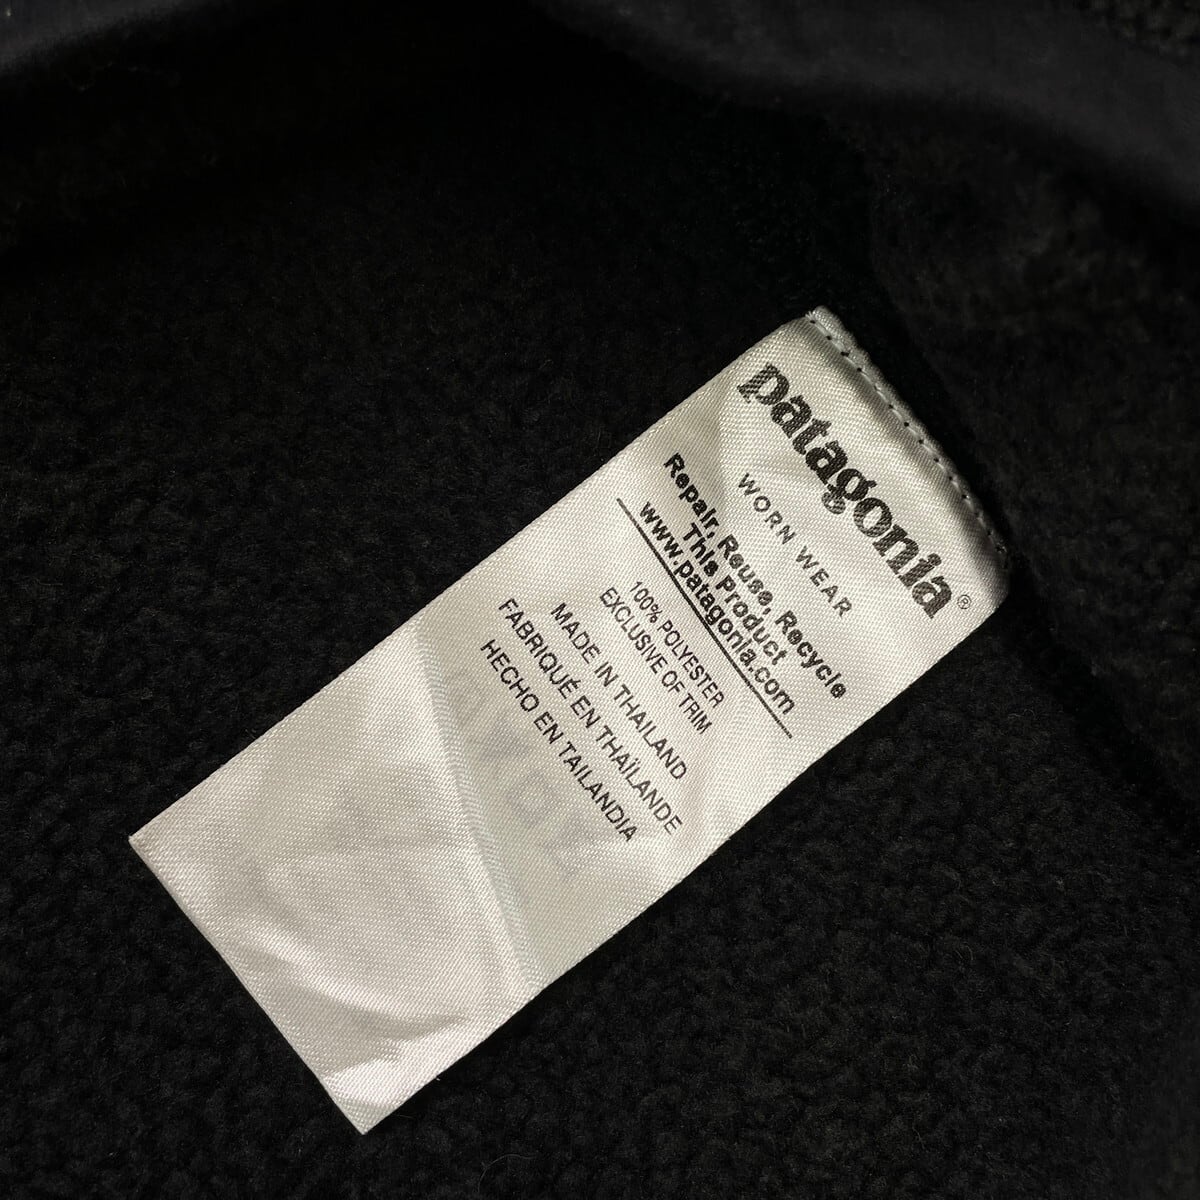 patagonia®
WORN WEAR
Repair, Reuse, Recycle
This Product
www.patagonia.com
100% POLYESTER
EXCLUSIVE OF TRIM
MADE IN THAILAND
FABRIQUÉ EN THAÏLANDE
HECHO EN TAILANDIA